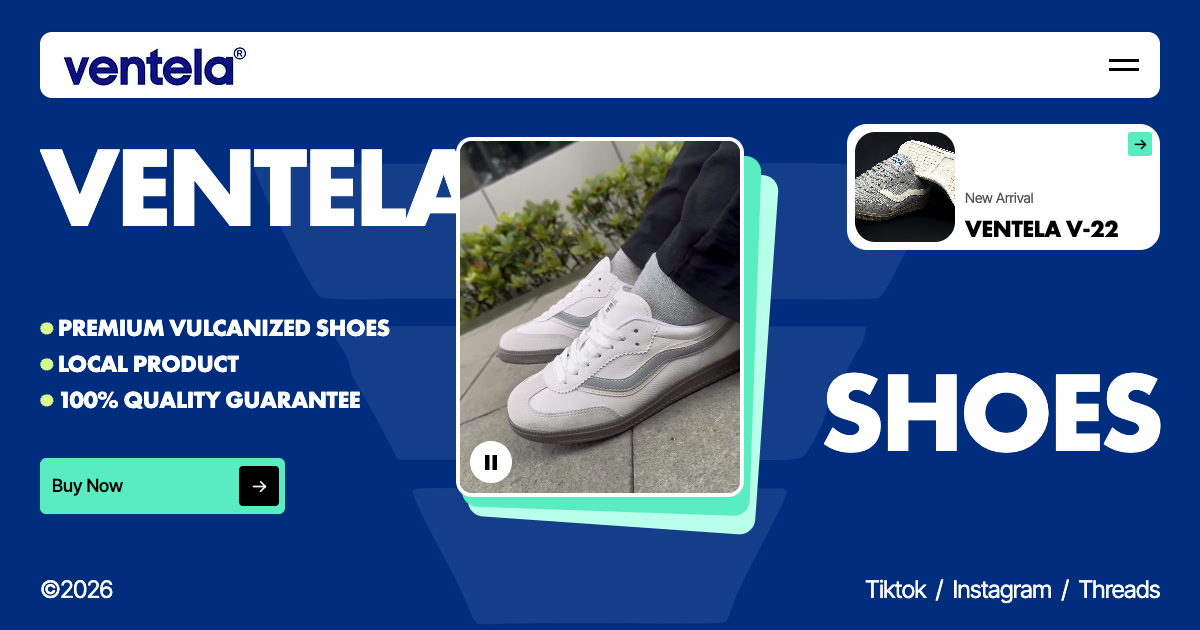 ventela®
VENTELA
New Arrival
VENTELA V-22
PREMIUM VULCANIZED SHOES
LOCAL PRODUCT
100% QUALITY GUARANTEE
SHOES
Buy Now
©2026
Tiktok / Instagram / Threads